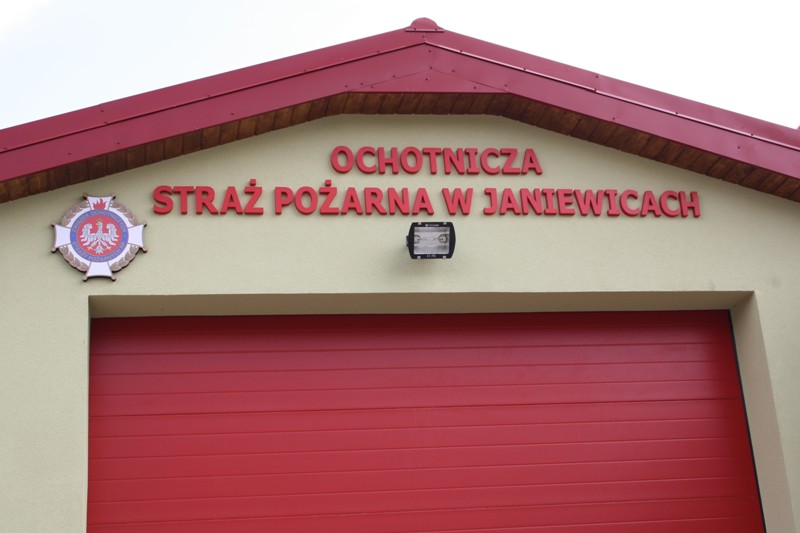 OCHOTNICZA
STRAŻ POŻARNA W JANIEWICACH